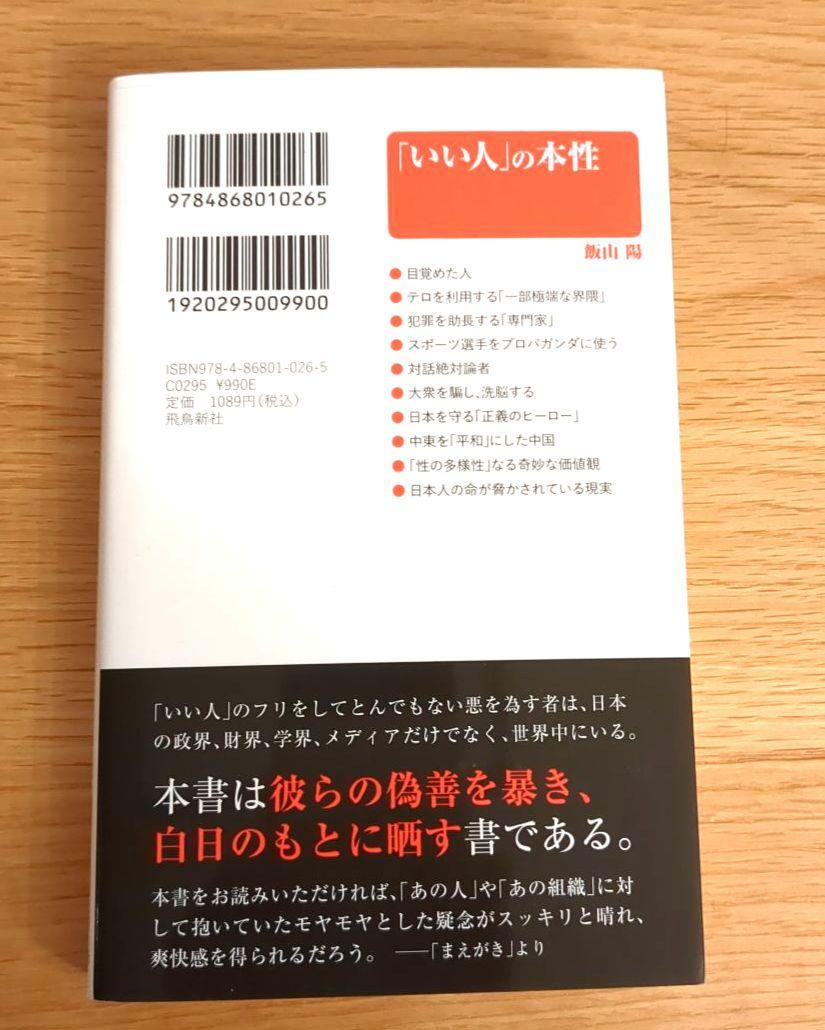 9784868010265
1920295009900
ISBN978-4-86801-026-5
C0295 ¥990E
定価 1089円(税込)
飛鳥新社
「いい人」の本性
飯山 陽
●目覚めた人
●テロを利用する「一部極端な界隈」
●犯罪を助長する「専門家」
●スポーツ選手をプロパガンダに使う
●対話絶対論者
●大衆を騙し、洗脳する
●日本を守る「正義のヒーロー」
●中東を「平和」にした中国
●「性の多様性」なる奇妙な価値観
●日本人の命が脅かされている現実
「いい人」のフリをしてとんでもない悪を為す者は、日本
の政界、財界、学界、メディアだけでなく、世界中にいる。
本書は彼らの偽善を暴き、
白日のもとに晒す書である。
本書をお読みいただければ、「あの人」や「あの組織」に対
して抱いていたモヤモヤとした疑念がスッキリと晴れ、
爽快感を得られるだろう。 ——「まえがき」より